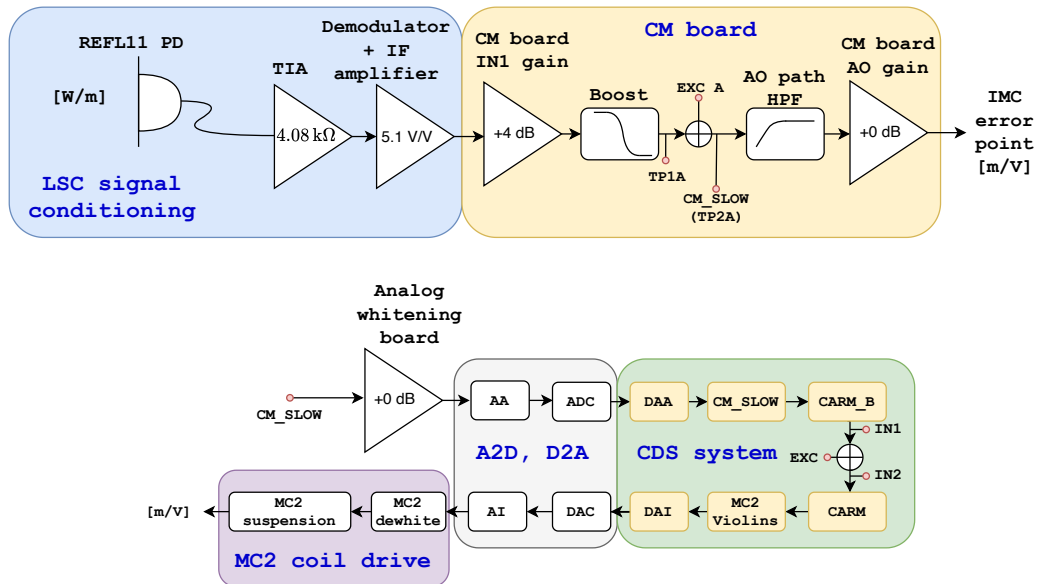 REFL11 PD
[W/m]
TIA
4.08 kΩ
Demodulator
+ IF
amplifier
5.1 V/V
LSC signal
conditioning
CM board
CM board
IN1 gain
+4 dB
Boost
TP1A
EXC A
CM_SLOW
(TP2A)
AO path
HPF
CM board
AO gain
+0 dB
IMC
error
point
[m/V]
Analog
whitening
board
CM_SLOW
+0 dB
AA
ADC
A2D, D2A
DAA
CM_SLOW
CARM_B
IN1
EXC
IN2
CDS system
CARM
MC2
Violins
DAI
DAC
AI
MC2
dewhite
MC2
suspension
[m/V]
MC2 coil drive